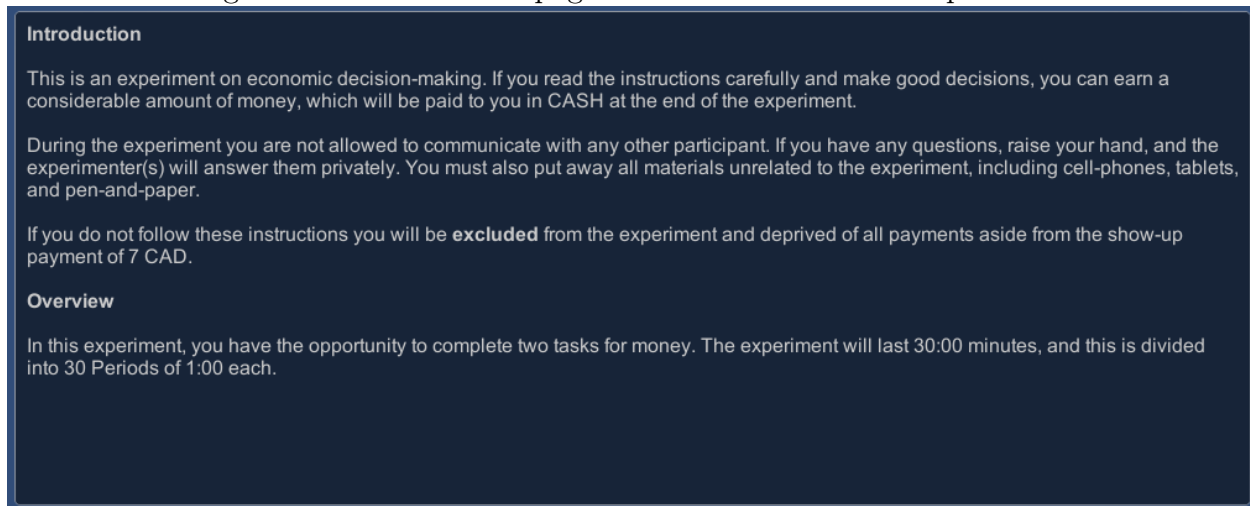 Introduction
This is an experiment on economic decision-making. If you read the instructions carefully and make good decisions, you can earn a
considerable amount of money, which will be paid to you in CASH at the end of the experiment.
During the experiment you are not allowed to communicate with any other participant. If you have any questions, raise your hand, and the
experimenter(s) will answer them privately. You must also put away all materials unrelated to the experiment, including cell-phones, tablets,
and pen-and-paper.
If you do not follow these instructions you will be excluded from the experiment and deprived of all payments aside from the show-up
payment of 7 CAD.
Overview
In this experiment, you have the opportunity to complete two tasks for money. The experiment will last 30:00 minutes, and this is divided
into 30 Periods of 1:00 each.